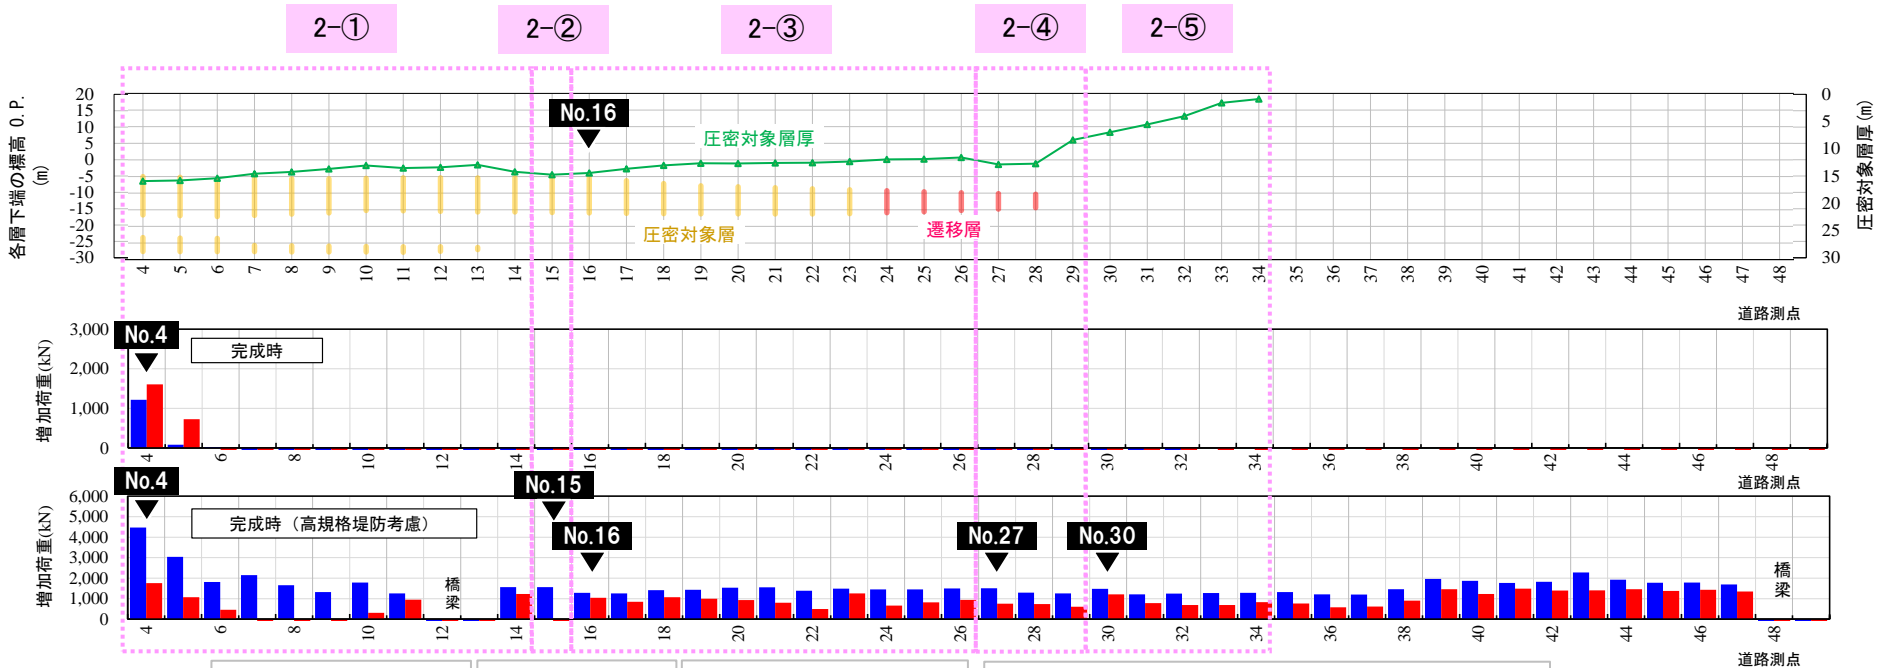 2-①
2-②
2-③
2-④
2-⑤
各層下端の標高 O.P.
(m)
20
15
10
5
0
-5
-10
-15
-20
-25
-30
No.16
圧密対象層厚
圧密対象層
遷移層
0
5
10
15
20
25
30
圧密対象層厚(m)
4 5 6 7 8 9 10 11 12 13 14 15 16 17 18 19 20 21 22 23 24 25 26 27 28 29 30 31 32 33 34 35 36 37 38 39 40 41 42 43 44 45 46 47 48
道路測点
増加荷重(kN)
3,000
2,000
1,000
0
No.4
完成時
4 6 8 10 12 14 16 18 20 22 24 26 28 30 32 34 36 38 40 42 44 46 48
道路測点
増加荷重(kN)
6,000
5,000
4,000
3,000
2,000
1,000
0
No.4
完成時（高規格堤防考慮）
橋梁
No.15
No.16
No.27
No.30
橋梁
4 6 8 10 12 14 16 18 20 22 24 26 28 30 32 34 36 38 40 42 44 46 48
道路測点